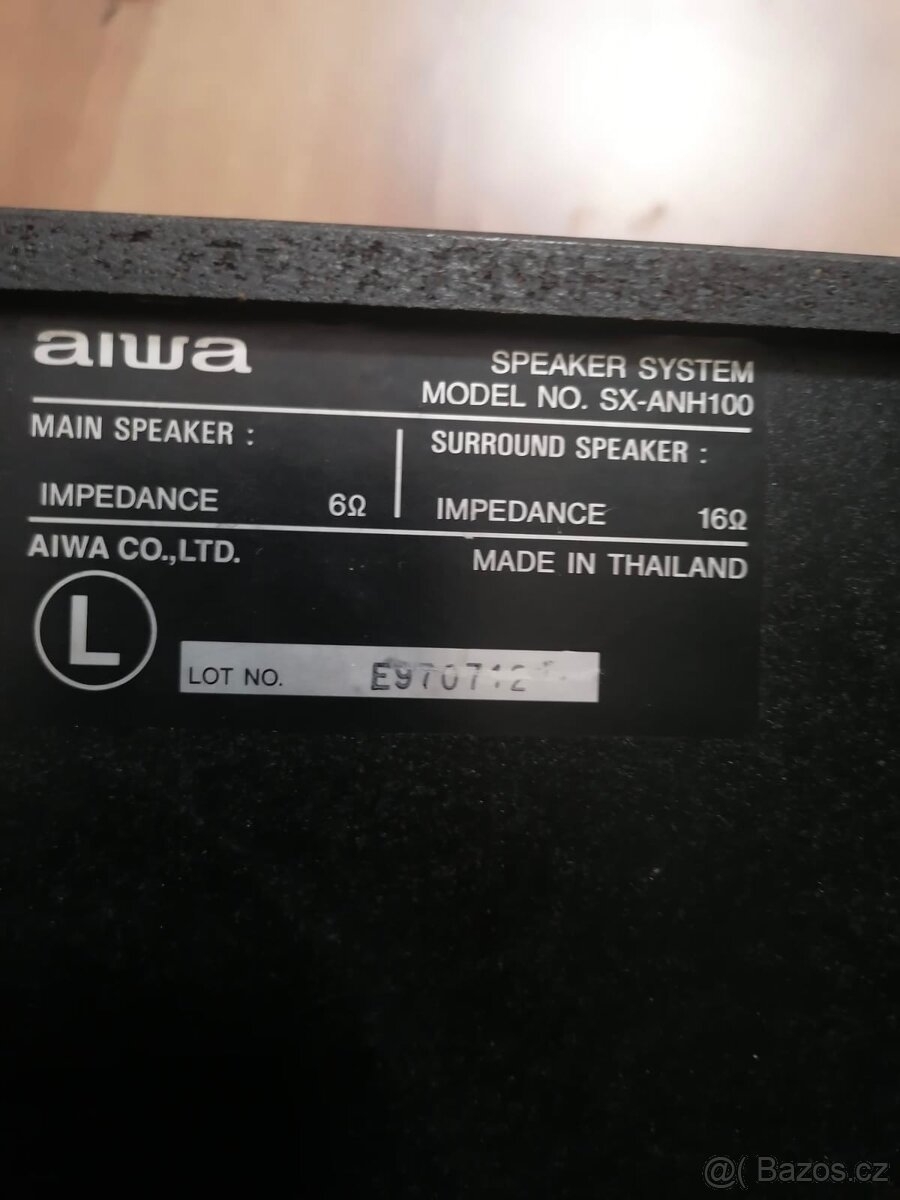 aiwa
SPEAKER SYSTEM
MODEL NO. SX-ANH100
MAIN SPEAKER :
IMPEDANCE 6Ω
SURROUND SPEAKER :
IMPEDANCE 16Ω
AIWA CO.,LTD.
MADE IN THAILAND
L
LOT NO.
@( Bazos.cz